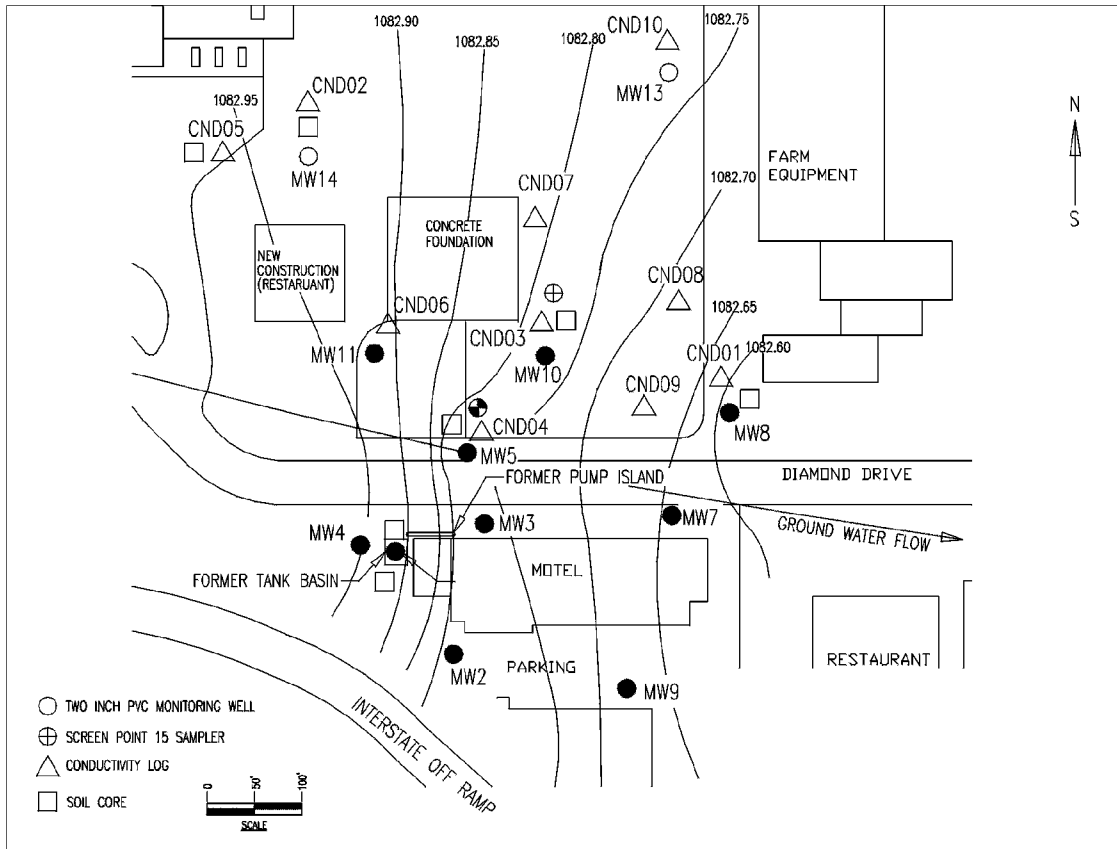 1082.90
1082.85
1082.80
CND10
1082.75
MW13
1082.95
CND02
CND05
MW14
N
S
FARM
EQUIPMENT
1082.70
CND07
CONCRETE
FOUNDATION
NEW
CONSTRUCTION
(RESTARUANT)
CND08
1082.65
CND06
CND03
1082.60
MW11
MW10
CND01
CND09
CND04
MW8
MW5
FORMER PUMP ISLAND
DIAMOND DRIVE
MW4
MW3
MW7
GROUND WATER FLOW
FORMER TANK BASIN
MOTEL
MW2
PARKING
MW9
RESTAURANT
INTERSTATE OFF RAMP
TWO INCH PVC MONITORING WELL
SCREEN POINT 15 SAMPLER
CONDUCTIVITY LOG
SOIL CORE
0 50' 100'
SCALE